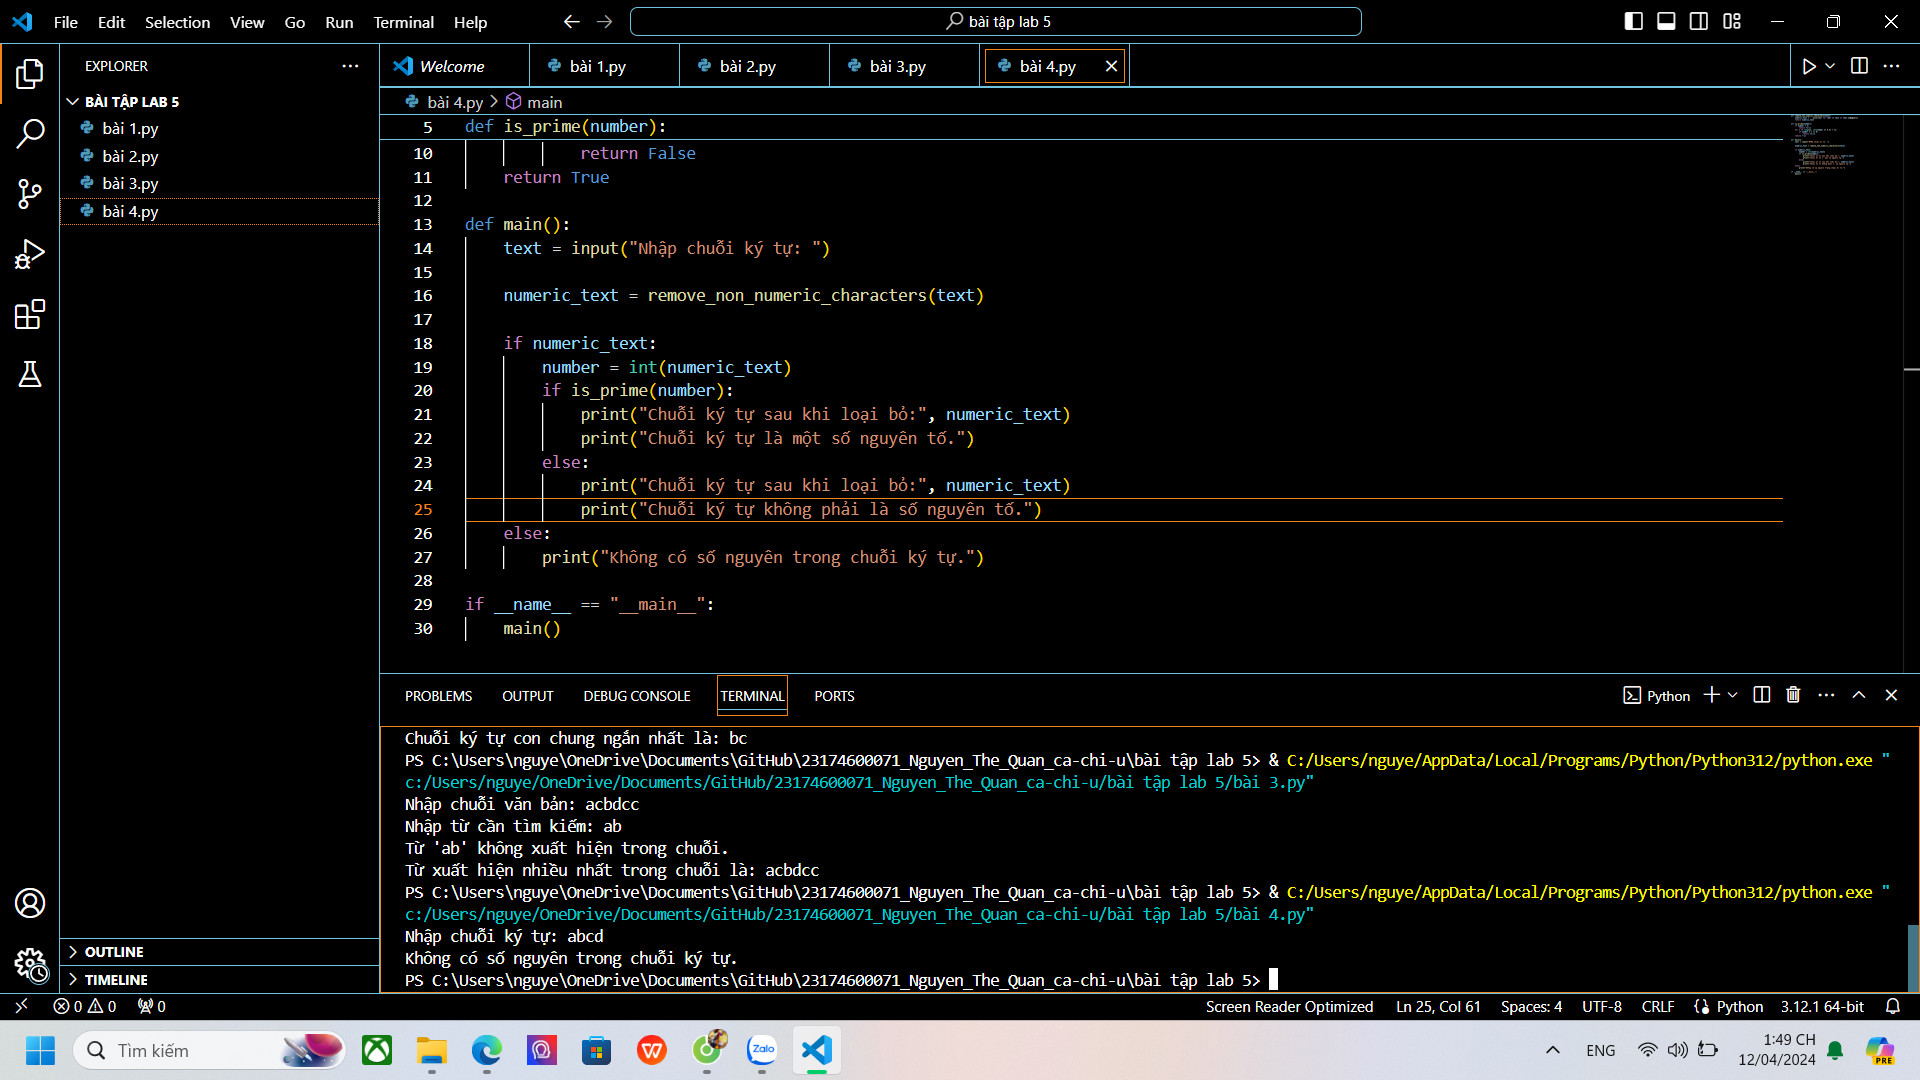 File Edit Selection View Go Run Terminal Help
bài tập lab 5
EXPLORER
BÀI TẬP LAB 5
bài 1.py
bài 2.py
bài 3.py
bài 4.py
OUTLINE
TIMELINE
Welcome bài 1.py bài 2.py bài 3.py bài 4.py
bài 4.py > main
5 def is_prime(number):
10 return False
11 return True
12
13 def main():
14 text = input("Nhập chuỗi ký tự: ")
15
16 numeric_text = remove_non_numeric_characters(text)
17
18 if numeric_text:
19 number = int(numeric_text)
20 if is_prime(number):
21 print("Chuỗi ký tự sau khi loại bỏ:", numeric_text)
22 print("Chuỗi ký tự là một số nguyên tố.")
23 else:
24 print("Chuỗi ký tự sau khi loại bỏ:", numeric_text)
25 print("Chuỗi ký tự không phải là số nguyên tố.")
26 else:
27 print("Không có số nguyên trong chuỗi ký tự.")
28
29 if __name__ == "__main__":
30 main()
PROBLEMS OUTPUT DEBUG CONSOLE TERMINAL PORTS
Python
Chuỗi ký tự con chung ngắn nhất là: bc
PS C:\Users\nguye\OneDrive\Documents\GitHub\23174600071_Nguyen_The_Quan_ca-chi-u\bài tập lab 5> & C:/Users/nguye/AppData/Local/Programs/Python/Python312/python.exe "
c:/Users/nguye/OneDrive/Documents/GitHub/23174600071_Nguyen_The_Quan_ca-chi-u/bài tập lab 5/bài 3.py"
Nhập chuỗi văn bản: acbdcc
Nhập từ cần tìm kiếm: ab
Từ 'ab' không xuất hiện trong chuỗi.
Từ xuất hiện nhiều nhất trong chuỗi là: acbdcc
PS C:\Users\nguye\OneDrive\Documents\GitHub\23174600071_Nguyen_The_Quan_ca-chi-u\bài tập lab 5> & C:/Users/nguye/AppData/Local/Programs/Python/Python312/python.exe "
c:/Users/nguye/OneDrive/Documents/GitHub/23174600071_Nguyen_The_Quan_ca-chi-u/bài tập lab 5/bài 4.py"
Nhập chuỗi ký tự: abcd
Không có số nguyên trong chuỗi ký tự.
PS C:\Users\nguye\OneDrive\Documents\GitHub\23174600071_Nguyen_The_Quan_ca-chi-u\bài tập lab 5>
0 0 0
Screen Reader Optimized Ln 25, Col 61 Spaces: 4 UTF-8 CRLF Python 3.12.1 64-bit
Tìm kiếm
Zalo
ENG
1:49 CH
12/04/2024
PRE